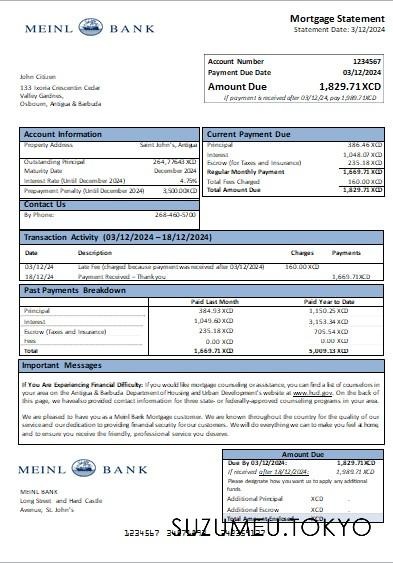 MEINL BANK
Mortgage Statement
Statement Date: 3/12/2024
Account Number 1234567
Payment Due Date 03/12/2024
Amount Due 1,829.71XCD
If payment is received after 03/12/24, pay 1,989.71XCD
John Citizen
133 Ixoria Crescentin Cedar
Valley Gardnes,
Osbourn, Antigua & Barbuda
Account Information
Property Address Saint John's, Antigua
Outstanding Principal 264,77643 XCD
Maturity Date December 2024
Interest Rate (Until December 2024) 4.75%
Prepayment Penalty (Until December 2024) 3,500.00XCD
Contact Us
By Phone: 268-460-5700
Current Payment Due
Principal 386.46 XCD
Interest 1,048.07 XCD
Escrow (for Taxes and Insurance) 235.18 XCD
Regular Monthly Payment 1,669.71 XCD
Total Fees Charged 160.00 XCD
Total Amount Due 1,829.71 XCD
Transaction Activity (03/12/2024 – 18/12/2024)
Date Description Charges Payments
03/12/24 Late Fee (charged because payment was received after 03/12/2024) 160.00 XCD
18/12/24 Payment Received – Thank you 1,669.71XCD
Past Payments Breakdown
Paid Last Month Paid Year to Date
Principal 384.93 XCD 1,150.25 XCD
Interest 1,049.60 XCD 3,153.34 XCD
Escrow (Taxes and Insurance) 235.18 XCD 705.54 XCD
Fees 0.00 XCD 0.00 XCD
Total 1,669.71 XCD 5,009.13 XCD
Important Messages
If You Are Experiencing Financial Difficulty: If you would like mortgage counseling or assistance, you can find a list of counselors in
your area on the Antigua & Barbuda Department of Housing and Urban Development's website at www.hud.gov. On the back of
this page, we have also provided contact information for three state- or federally-approved counseling programs in your area.
We are pleased to have you as a Meinl Bank Mortgage customer. We are known throughout the country for the quality of our
service and our dedication to providing financial security for our customers. We will do everything we can to make you feel at home,
and to ensure you receive the friendly, professional service you deserve.
MEINL BANK
MEINL BANK
Long Street and Hard Castle
Avenue, St. John's
Amount Due
Due By 03/12/2024: 1,829.71XCD
If received after 18/12/2024: 1,989.71 XCD
Please designate how you want us to apply any additional
funds.
Additional Principal XCD .
Additional Escrow XCD .
Total Amount Enclosed XCD .
1234567
SUZUMEU.TOKYO